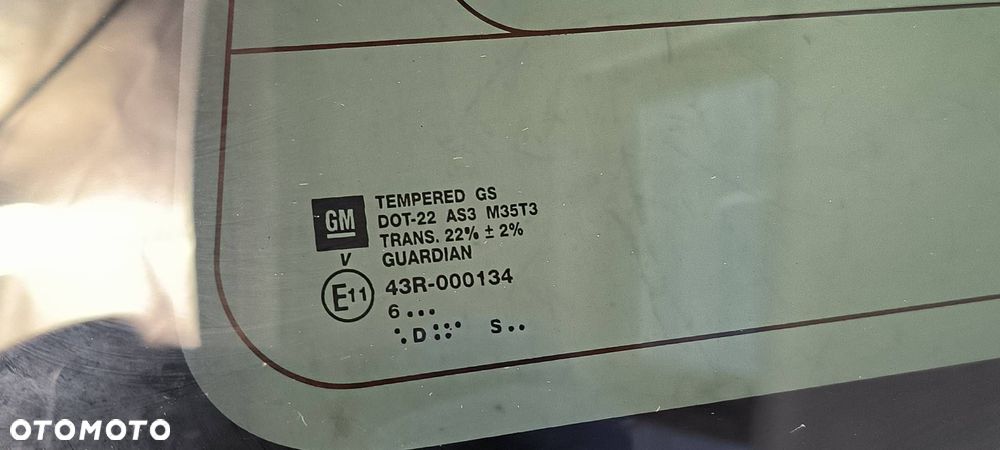 GM
TEMPERED GS
DOT-22 AS3 M35T3
TRANS. 22% ± 2%
V GUARDIAN
E11 43R-000134
6...
D S..
OTOMOTO